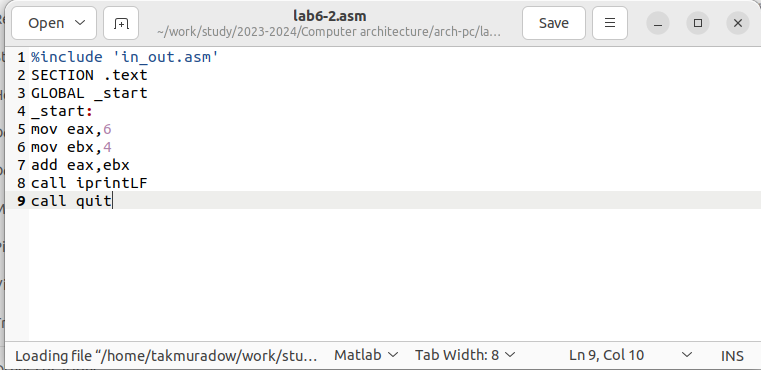 Open
lab6-2.asm
~/work/study/2023-2024/Computer architecture/arch-pc/la…
Save
1 %include 'in_out.asm'
2 SECTION .text
3 GLOBAL _start
4 _start:
5 mov eax,6
6 mov ebx,4
7 add eax,ebx
8 call iprintLF
9 call quit
Loading file “/home/takmuradow/work/stu… Matlab Tab Width: 8 Ln 9, Col 10 INS